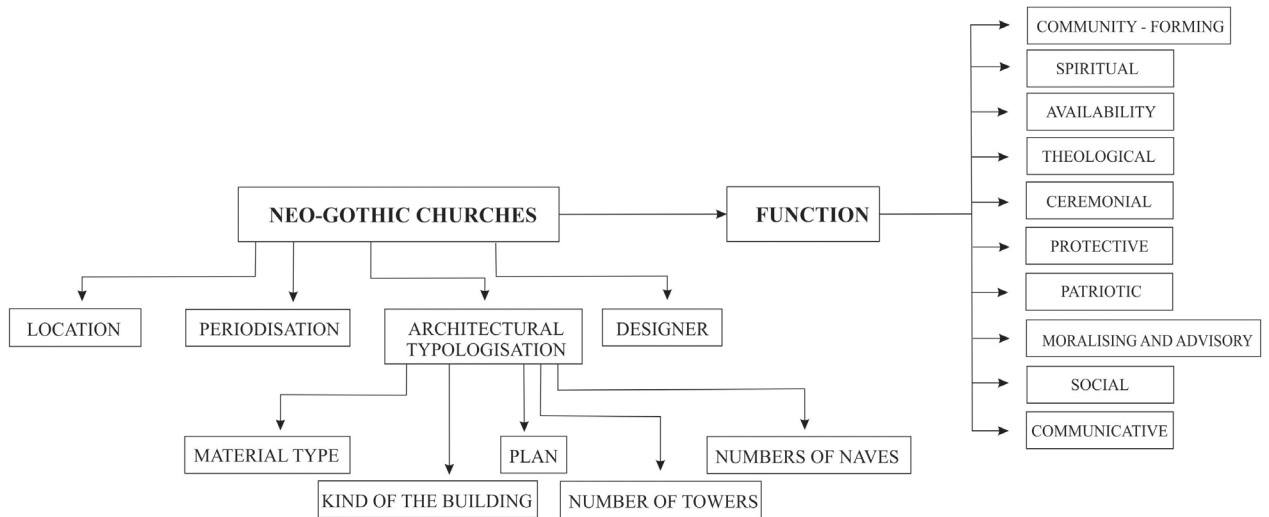 COMMUNITY - FORMING
SPIRITUAL
AVAILABILITY
THEOLOGICAL
NEO-GOTHIC CHURCHES
FUNCTION
CEREMONIAL
PROTECTIVE
PATRIOTIC
LOCATION
PERIODISATION
ARCHITECTURAL
TYPOLOGISATION
DESIGNER
MORALISING AND ADVISORY
SOCIAL
COMMUNICATIVE
MATERIAL TYPE
PLAN
NUMBERS OF NAVES
KIND OF THE BUILDING
NUMBER OF TOWERS